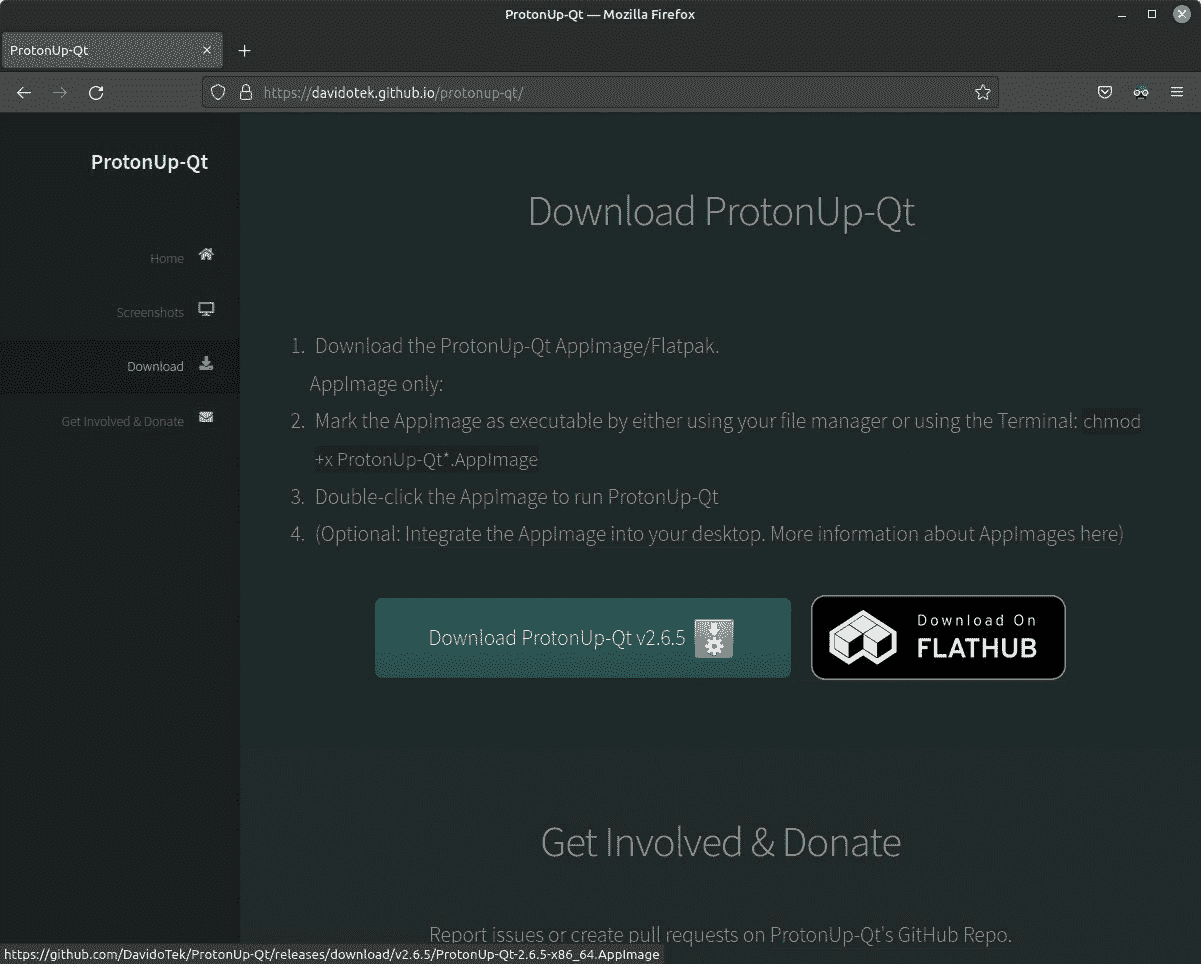 ProtonUp-Qt — Mozilla Firefox
ProtonUp-Qt
https://davidotek.github.io/protonup-qt/
ProtonUp-Qt
Home
Screenshots
Download
Get Involved & Donate
Download ProtonUp-Qt
1. Download the ProtonUp-Qt AppImage/Flatpak.
AppImage only:
2. Mark the AppImage as executable by either using your file manager or using the Terminal: chmod
+x ProtonUp-Qt*.AppImage
3. Double-click the AppImage to run ProtonUp-Qt
4. (Optional: Integrate the AppImage into your desktop. More information about AppImages here)
Download ProtonUp-Qt v2.6.5
Download On
FLATHUB
Get Involved & Donate
Report issues or create pull requests on ProtonUp-Qt's GitHub Repo.
https://github.com/DavidoTek/ProtonUp-Qt/releases/download/v2.6.5/ProtonUp-Qt-2.6.5-x86_64.AppImage